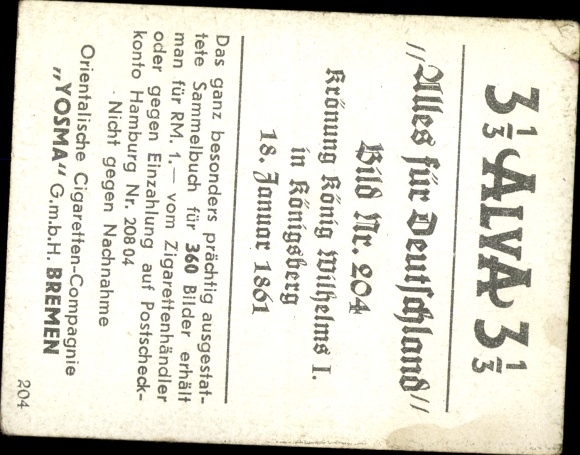 3⅓ ALVA 3⅓
„Alles für Deutschland“
Bild Nr. 204
Krönung König Wilhelms I.
in Königsberg
18. Januar 1861
Das ganz besonders prächtig ausgestat-
tete Sammelbuch für 360 Bilder erhält
man für RM. 1.— vom Zigarettenhändler
oder gegen Einzahlung auf Postscheck-
konto Hamburg Nr. 20804
Nicht gegen Nachnahme
Orientalische Cigaretten-Compagnie
„YOSMA“ G.m.b.H. BREMEN
204